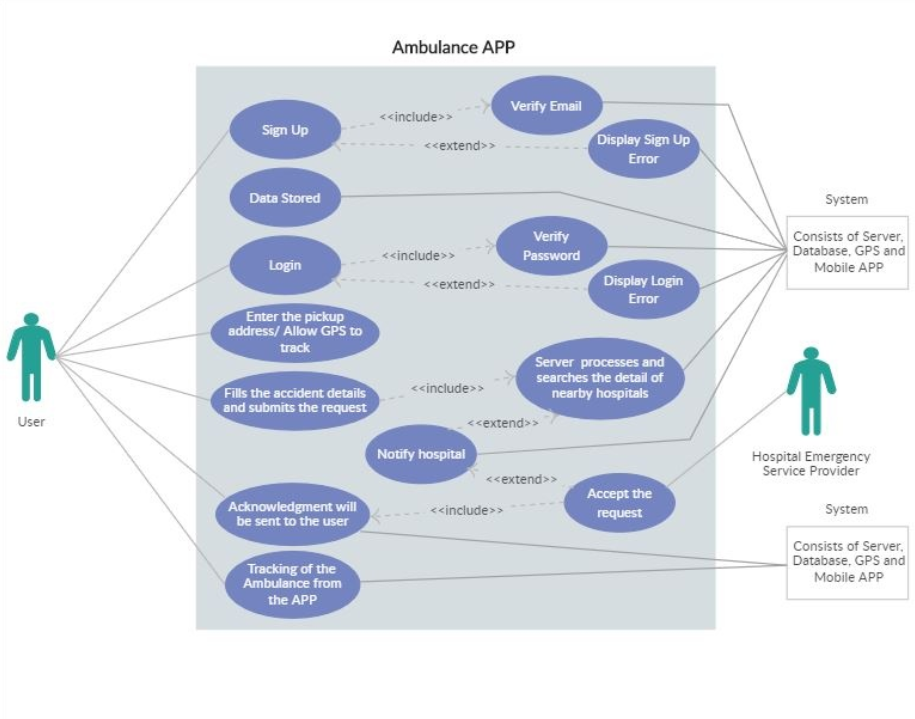 Ambulance APP
Sign Up
<<include>>
Verify Email
<<extend>>
Display Sign Up
Error
Data Stored
Login
<<include>>
Verify
Password
<<extend>>
Display Login
Error
Enter the pickup
address/ Allow GPS to
track
Fills the accident details
and submits the request
<<include>>
Server processes and
searches the detail of
nearby hospitals
<<extend>>
Notify hospital
<<extend>>
Accept the
request
<<include>>
Acknowledgment will
be sent to the user
Tracking of the
Ambulance from
the APP
User
System
Consists of Server,
Database, GPS and
Mobile APP
Hospital Emergency
Service Provider
System
Consists of Server,
Database, GPS and
Mobile APP